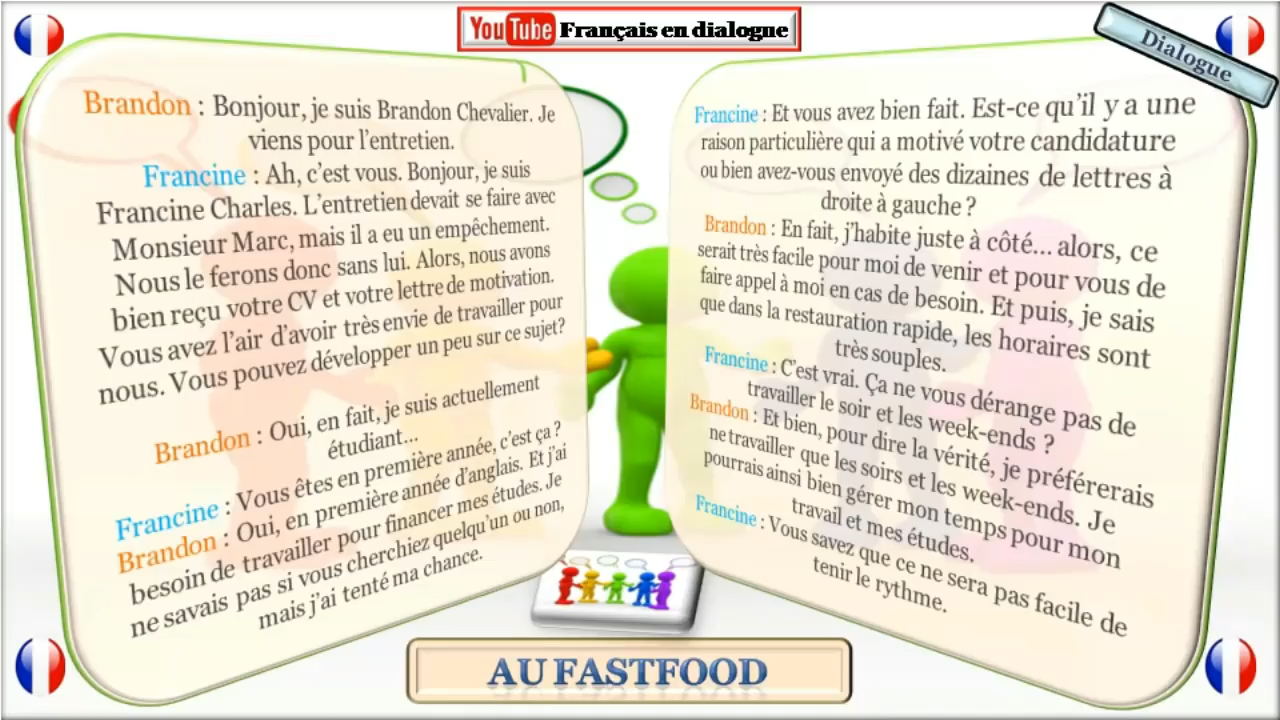 YouTube Français en dialogue
Dialogue
Brandon : Bonjour, je suis Brandon Chevalier. Je
viens pour l'entretien.
Francine : Ah, c'est vous. Bonjour, je suis
Francine Charles. L'entretien devait se faire avec
Monsieur Marc, mais il a eu un empêchement.
Nous le ferons donc sans lui. Alors, nous avons
bien reçu votre CV et votre lettre de motivation.
Vous avez l'air d'avoir très envie de travailler pour
nous. Vous pouvez développer un peu sur ce sujet?
Brandon : Oui, en fait, je suis actuellement
étudiant...
Francine : Vous êtes en première année, c'est ça ?
Brandon : Oui, en première année d'anglais. Et j'ai
besoin de travailler pour financer mes études. Je
ne savais pas si vous cherchiez quelqu'un ou non,
mais j'ai tenté ma chance.
Francine : Et vous avez bien fait. Est-ce qu'il y a une
raison particulière qui a motivé votre candidature
ou bien avez-vous envoyé des dizaines de lettres à
droite à gauche ?
Brandon : En fait, j'habite juste à côté... alors, ce
serait très facile pour moi de venir et pour vous de
faire appel à moi en cas de besoin. Et puis, je sais
que dans la restauration rapide, les horaires sont
très souples.
Francine : C'est vrai. Ça ne vous dérange pas de
travailler le soir et les week-ends ?
Brandon : Et bien, pour dire la vérité, je préférerais
ne travailler que les soirs et les week-ends. Je
pourrais ainsi bien gérer mon temps pour mon
travail et mes études.
Francine : Vous savez que ce ne sera pas facile de
tenir le rythme.
AU FASTFOOD